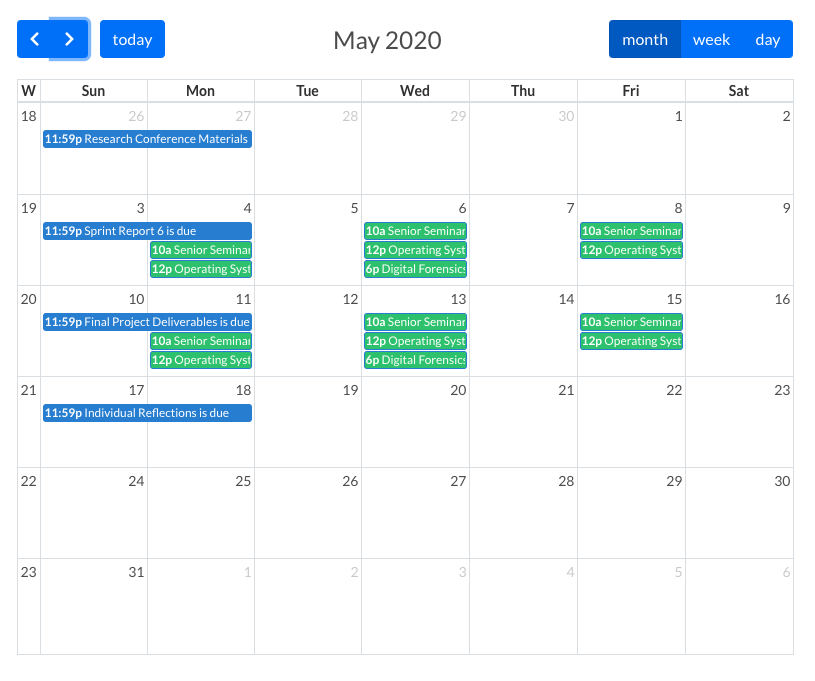 today May 2020 month week day
W Sun Mon Tue Wed Thu Fri Sat
18 26 27 28 29 30 1 2
11:59p Research Conference Materials
19 3 4 5 6 7 8 9
11:59p Sprint Report 6 is due 10a Senior Seminar 10a Senior Seminar
10a Senior Seminar 12p Operating Syst 12p Operating Syst
12p Operating Syst 6p Digital Forensics
20 10 11 12 13 14 15 16
11:59p Final Project Deliverables is due 10a Senior Seminar 10a Senior Seminar
10a Senior Seminar 12p Operating Syst 12p Operating Syst
12p Operating Syst 6p Digital Forensics
21 17 18 19 20 21 22 23
11:59p Individual Reflections is due
22 24 25 26 27 28 29 30
23 31 1 2 3 4 5 6